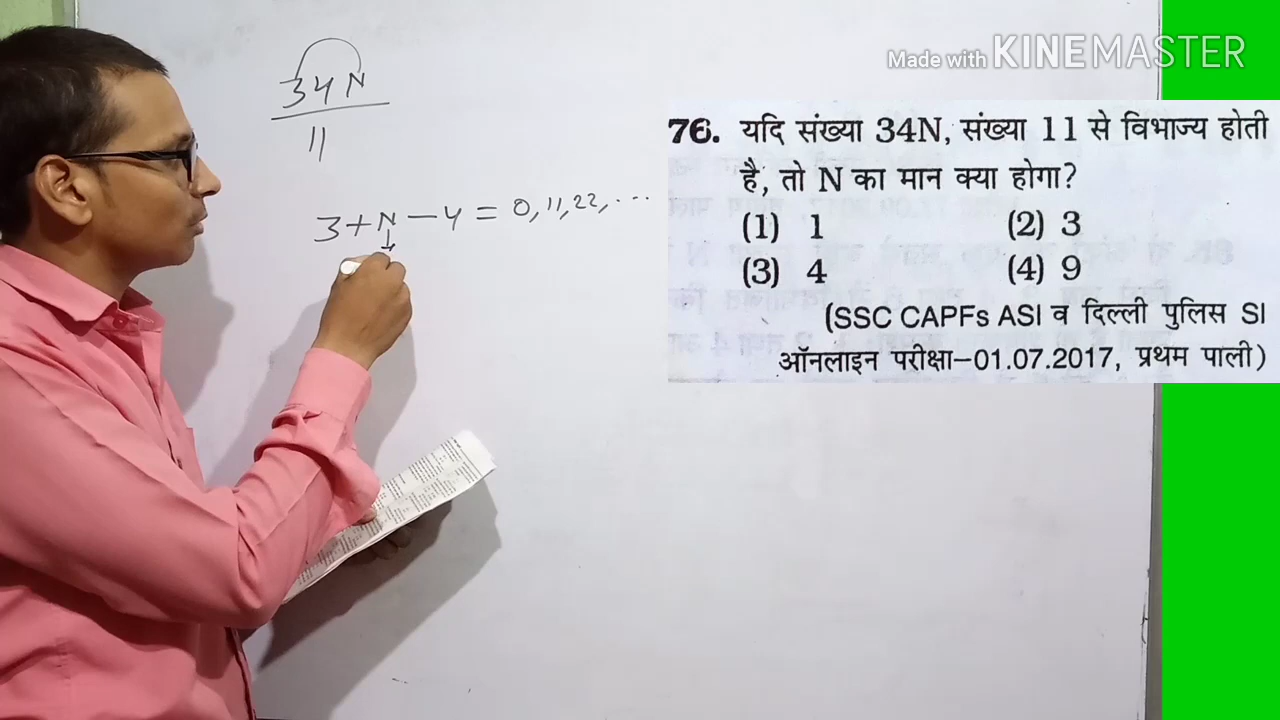 Made with KINEMASTER
34N
11
3+N-4=0,11,22,...
76. यदि संख्या 34N, संख्या 11 से विभाज्य होती
है, तो N का मान क्या होगा?
(1) 1 (2) 3
(3) 4 (4) 9
(SSC CAPFs ASI व दिल्ली पुलिस SI
ऑनलाइन परीक्षा-01.07.2017, प्रथम पाली)